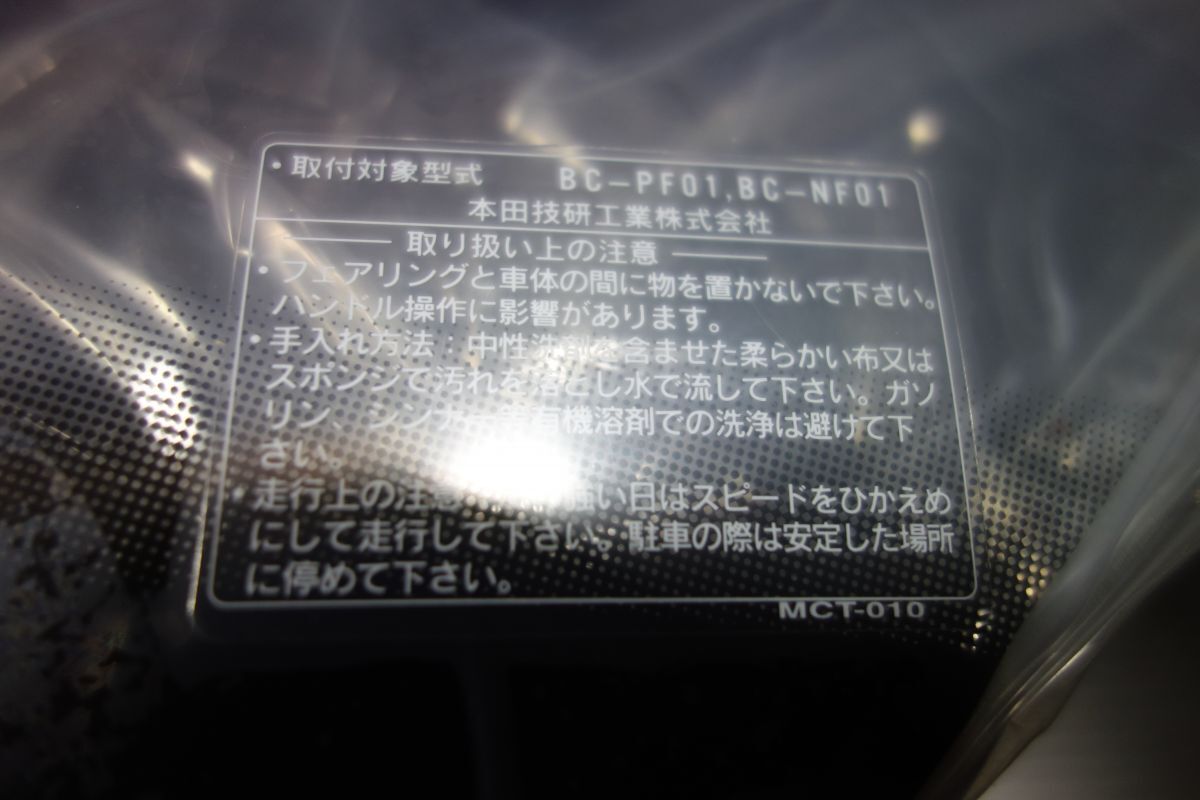 ・取付対象型式 BC-PF01,BC-NF01
本田技研工業株式会社
取り扱い上の注意
・フェアリングと車体の間に物を置かないで下さい。
ハンドル操作に影響があります。
・手入れ方法:中性洗剤を含ませた柔らかい布又は
スポンジで汚れを落とし水で流して下さい。ガソ
リン、シンナー等有機溶剤での洗浄は避けて下
さい。
・走行上の注意 強い日はスピードをひかえめ
にして走行して下さい。駐車の際は安定した場所
に停めて下さい。
MCT-010